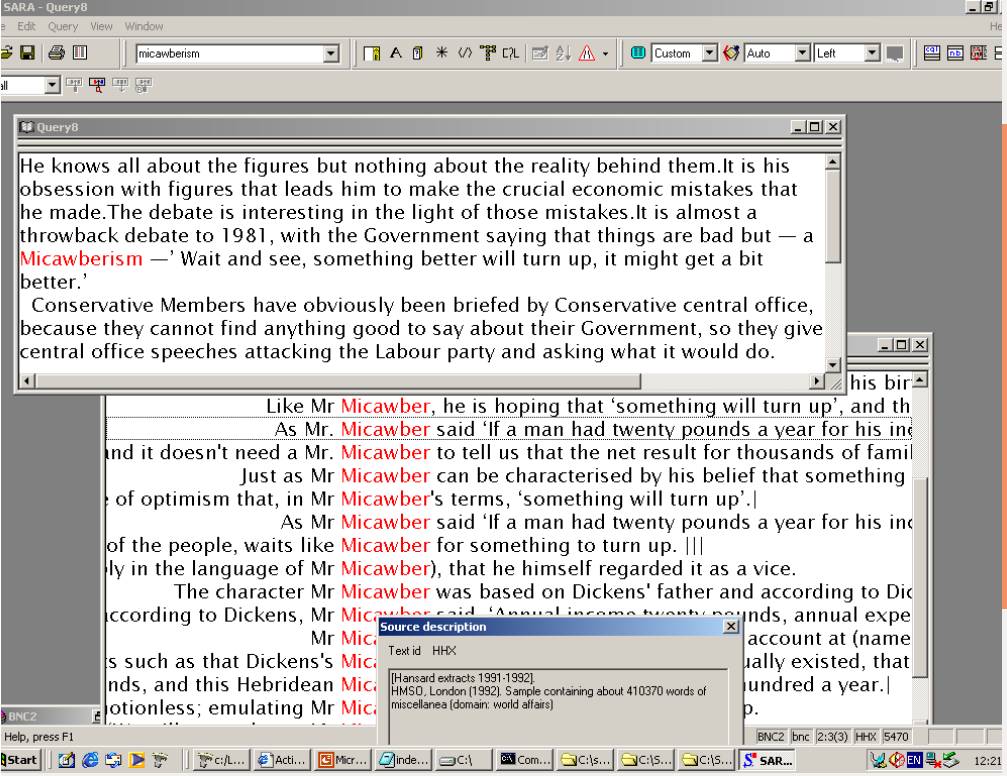 SARA - Query8
Edit Query View Window
micawberism
Custom
Auto
Left
Query8
He knows all about the figures but nothing about the reality behind them.It is his
obsession with figures that leads him to make the crucial economic mistakes that
he made.The debate is interesting in the light of those mistakes.It is almost a
throwback debate to 1981, with the Government saying that things are bad but — a
Micawberism —’ Wait and see, something better will turn up, it might get a bit
better.’
Conservative Members have obviously been briefed by Conservative central office,
because they cannot find anything good to say about their Government, so they give
central office speeches attacking the Labour party and asking what it would do.
his bir
Like Mr Micawber, he is hoping that ‘something will turn up’, and th
As Mr. Micawber said ‘If a man had twenty pounds a year for his in
and it doesn't need a Mr. Micawber to tell us that the net result for thousands of famil
Just as Mr Micawber can be characterised by his belief that something
of optimism that, in Mr Micawber's terms, ‘something will turn up’.|
As Mr Micawber said ‘If a man had twenty pounds a year for his in
of the people, waits like Micawber for something to turn up. |||
ly in the language of Mr Micawber), that he himself regarded it as a vice.
The character Mr Micawber was based on Dickens' father and according to Dic
according to Dickens, Mr Micawber said, ‘Annual income twenty pounds, annual expe
Mr Mica account at (name
s such as that Dickens's Mica ually existed, that
nds, and this Hebridean Mica undred a year.|
otionless; emulating Mr Mica p.
Source description
Text id HHX
[Hansard extracts 1991-1992].
HMSO, London (1992). Sample containing about 410370 words of
miscellanea (domain: world affairs)
BNC2
Help, press F1
BNC2 bnc 2:3(3) HHX 5470
Start c:/L... Acti... Micr... inde... C:\ Com... C:\s... C:\S... C:\S... SAR... EN 12:21